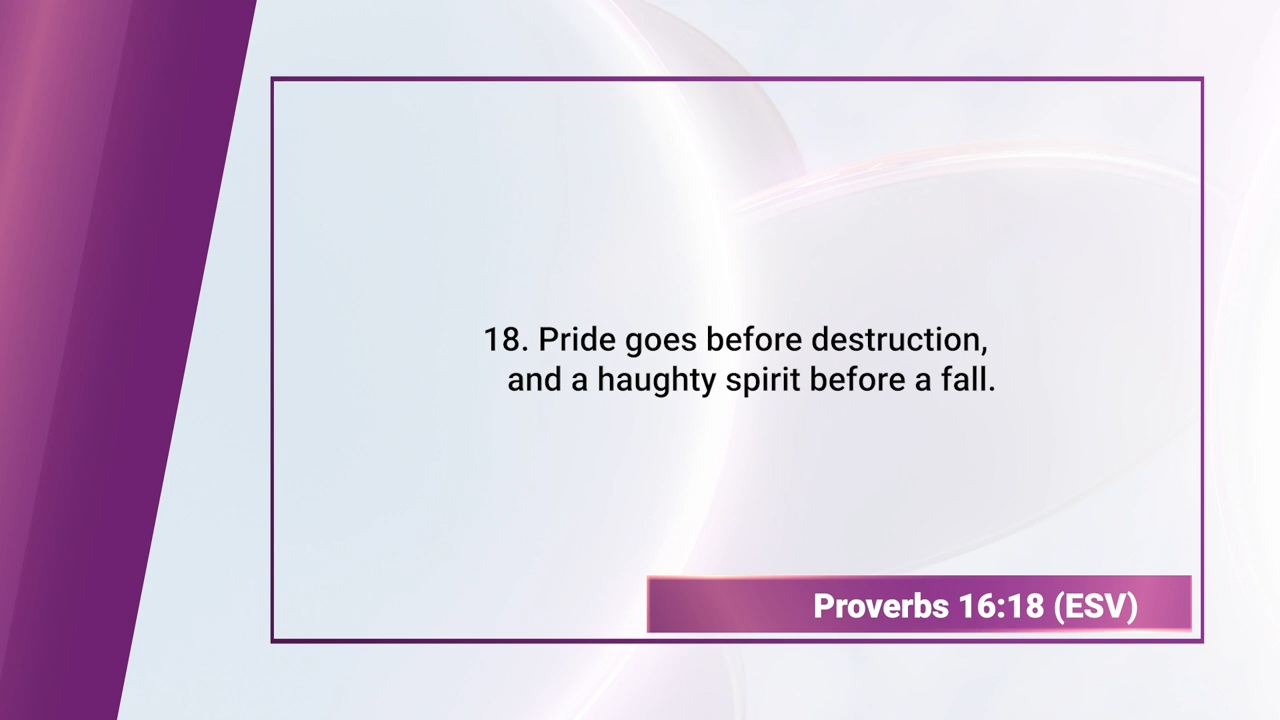 18. Pride goes before destruction,
and a haughty spirit before a fall.
Proverbs 16:18 (ESV)